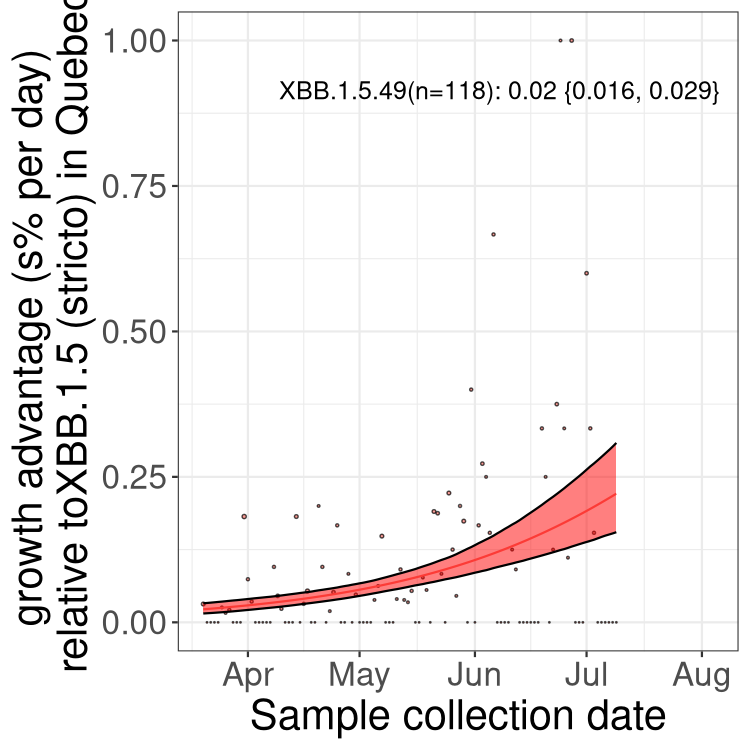 growth advantage (s% per day)
relative toXBB.1.5 (stricto) in Quebec
1.00
XBB.1.5.49(n=118): 0.02 {0.016, 0.029}
0.75
0.50
0.25
0.00
Apr May Jun Jul Aug
Sample collection date